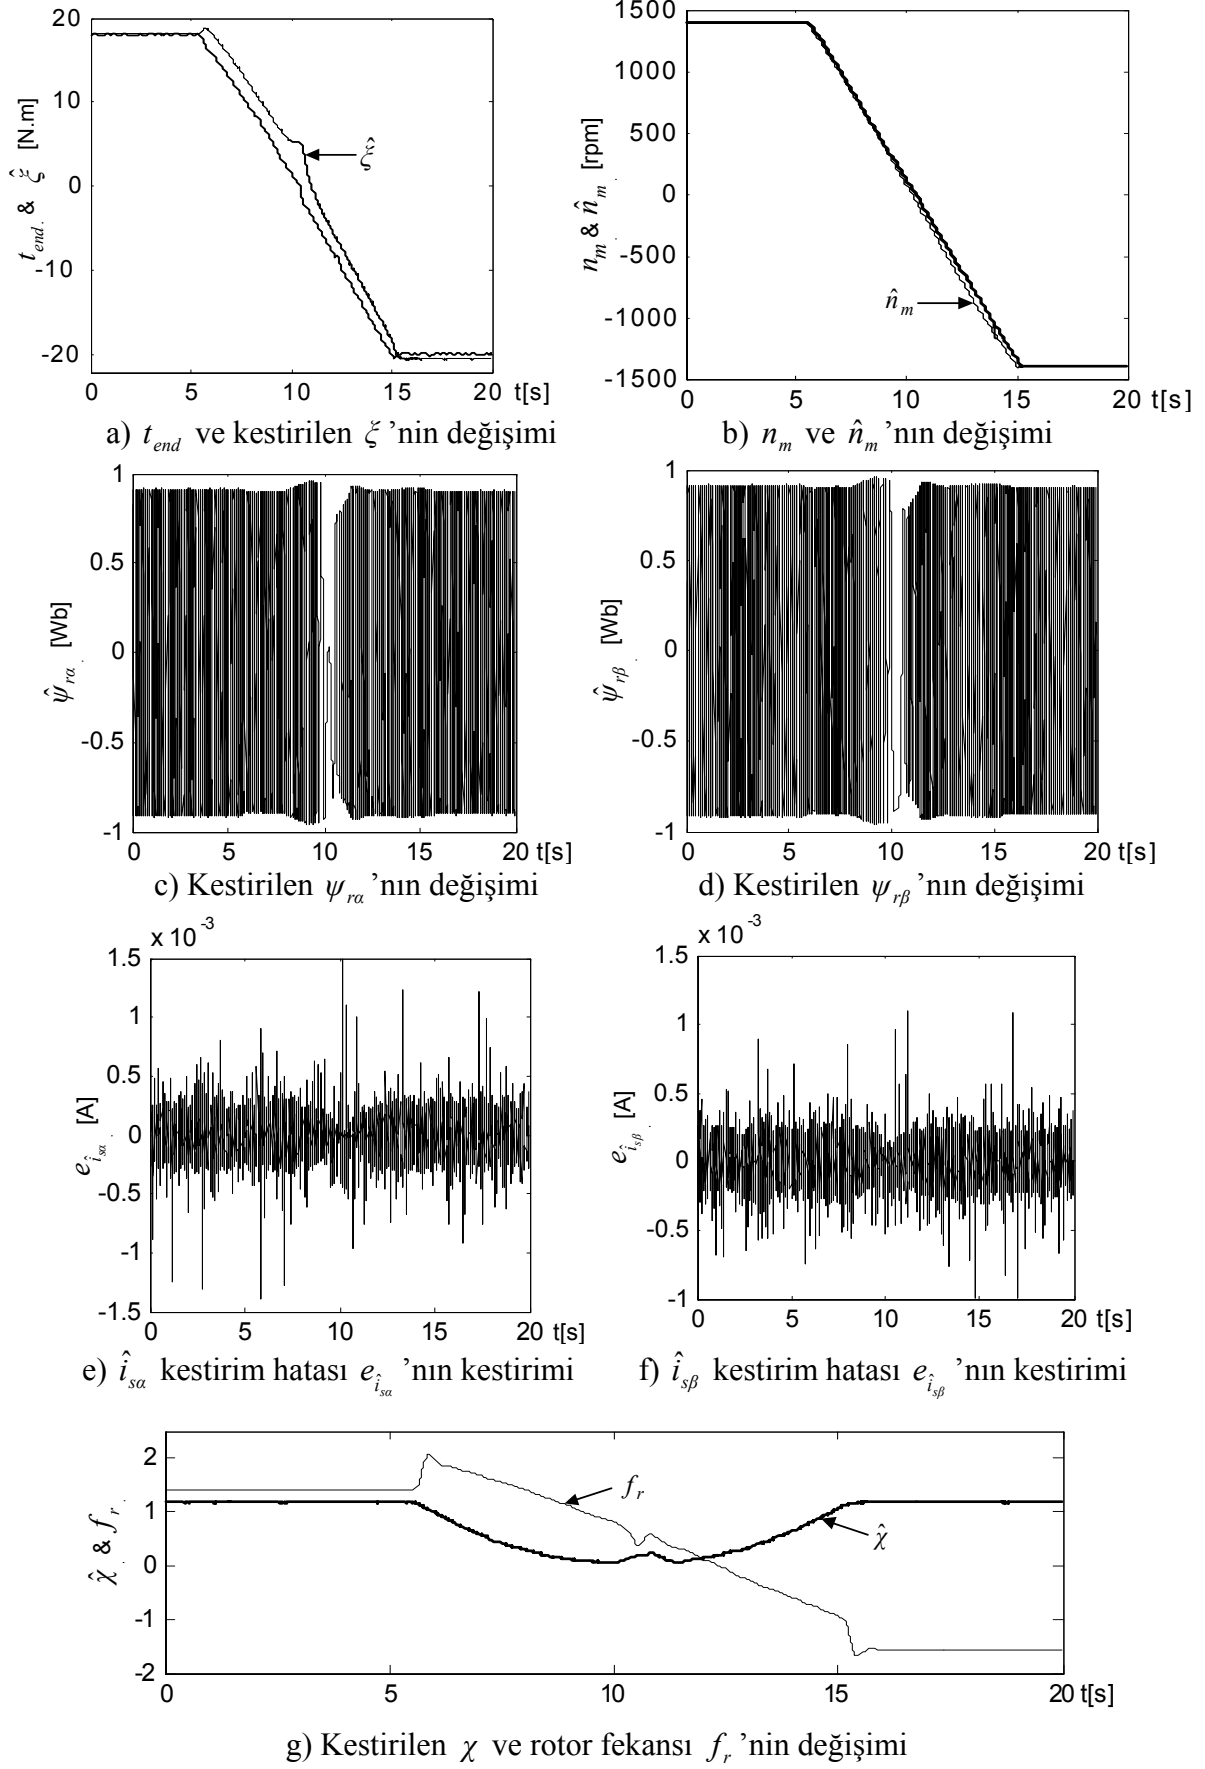 20
10
0
-10
-20
t_end. & ξ̂ [N.m]
ξ̂
0 5 10 15 20 t[s]
a) t_end ve kestirilen ξ ’nin değişimi
1500
1000
500
0
-500
-1000
-1500
n_m & n̂_m. [rpm]
n̂_m
0 5 10 15 20 t[s]
b) n_m ve n̂_m ’nın değişimi
1
0.5
0
-0.5
-1
ψ̂_rα. [Wb]
0 5 10 15 20 t[s]
c) Kestirilen ψ_rα ’nın değişimi
1
0.5
0
-0.5
-1
ψ̂_rβ. [Wb]
0 5 10 15 20 t[s]
d) Kestirilen ψ_rβ ’nın değişimi
x 10^-3
1.5
1
0.5
0
-0.5
-1
-1.5
e_î_sα. [A]
0 5 10 15 20 t[s]
e) î_sα kestirim hatası e_î_sα ’nın kestirimi
x 10^-3
1.5
1
0.5
0
-0.5
-1
e_î_sβ. [A]
0 5 10 15 20 t[s]
f) î_sβ kestirim hatası e_î_sβ ’nın kestirimi
2
1
0
-1
-2
χ̂. & f_r.
f_r
χ̂
0 5 10 15 20 t[s]
g) Kestirilen χ ve rotor fekansı f_r ’nin değişimi